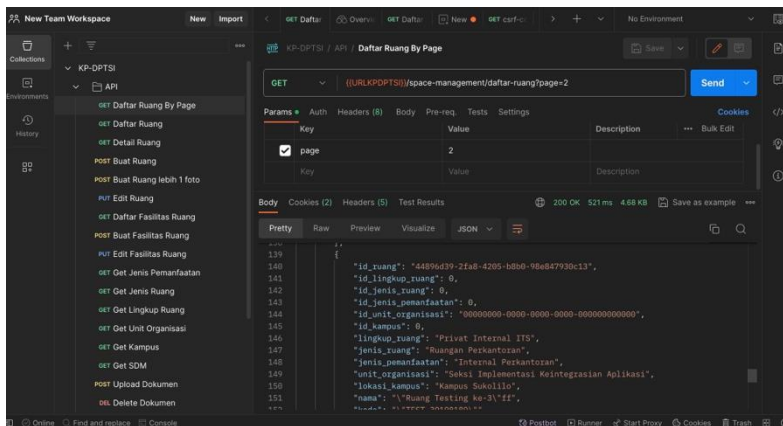 New Team Workspace
New
Import
GET Daftar
Overvi
GET Daftar
New
GET csrf-c
No Environment
Collections
Environments
History
KP-DPTSI
API
GET Daftar Ruang By Page
GET Daftar Ruang
GET Detail Ruang
POST Buat Ruang
POST Buat Ruang lebih 1 foto
PUT Edit Ruang
GET Daftar Fasilitas Ruang
POST Buat Fasilitas Ruang
PUT Edit Fasilitas Ruang
GET Get Jenis Pemanfaatan
GET Get Jenis Ruang
GET Get Lingkup Ruang
GET Get Unit Organisasi
GET Get Kampus
GET Get SDM
POST Upload Dokumen
DEL Delete Dokumen
HTTP KP-DPTSI / API / Daftar Ruang By Page
Save
GET
{{URLKPDPTSI}}/space-management/daftar-ruang?page=2
Send
Params Auth Headers (8) Body Pre-req. Tests Settings
Cookies
Key Value Description Bulk Edit
page 2
Key Value Description
Body Cookies (2) Headers (5) Test Results
200 OK 521 ms 4.68 KB Save as example
Pretty Raw Preview Visualize JSON
138 },
139 {
140 "id_ruang": "44896d39-2fa8-4205-b8b0-98e847930c13",
141 "id_lingkup_ruang": 0,
142 "id_jenis_ruang": 0,
143 "id_jenis_pemanfaatan": 0,
144 "id_unit_organisasi": "00000000-0000-0000-0000-000000000000",
145 "id_kampus": 0,
146 "lingkup_ruang": "Privat Internal ITS",
147 "jenis_ruang": "Ruangan Perkantoran",
148 "jenis_pemanfaatan": "Internal Perkantoran",
149 "unit_organisasi": "Seksi Implementasi Keintegrasian Aplikasi",
150 "lokasi_kampus": "Kampus Sukolilo",
151 "nama": "\"Ruang Testing ke-3\"ff",
Online
Find and replace
Console
Postbot
Runner
Start Proxy
Cookies
Trash